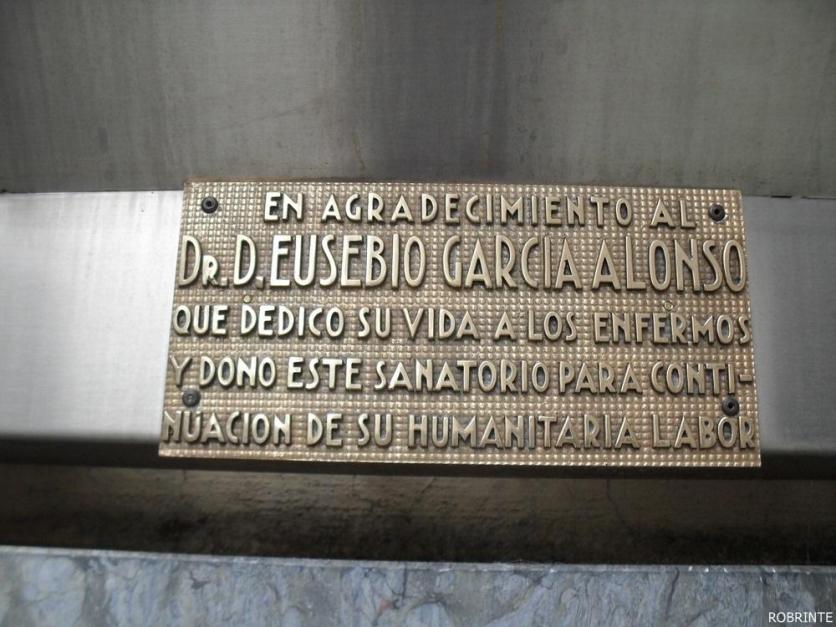 EN AGRADECIMIENTO AL
DR. D. EUSEBIO GARCIA ALONSO
QUE DEDICO SU VIDA A LOS ENFERMOS
Y DONO ESTE SANATORIO PARA CONTI-
NUACION DE SU HUMANITARIA LABOR
ROBRINTE